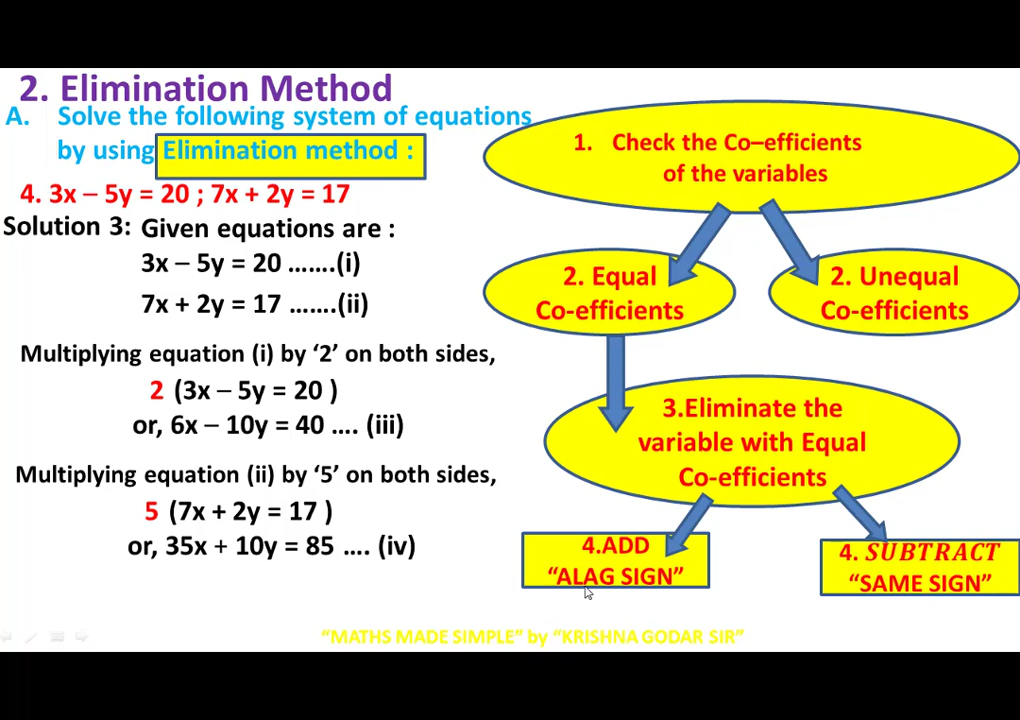 2. Elimination Method
A. Solve the following system of equations
by using Elimination method :
4. 3x – 5y = 20 ; 7x + 2y = 17
Solution 3: Given equations are :
3x – 5y = 20 …….(i)
7x + 2y = 17 …….(ii)
Multiplying equation (i) by ‘2’ on both sides,
2 (3x – 5y = 20 )
or, 6x – 10y = 40 …. (iii)
Multiplying equation (ii) by ‘5’ on both sides,
5 (7x + 2y = 17 )
or, 35x + 10y = 85 …. (iv)
1. Check the Co–efficients
of the variables
2. Equal
Co-efficients
2. Unequal
Co-efficients
3.Eliminate the
variable with Equal
Co-efficients
4.ADD
“ALAG SIGN”
4. SUBTRACT
“SAME SIGN”
“MATHS MADE SIMPLE” by “KRISHNA GODAR SIR”